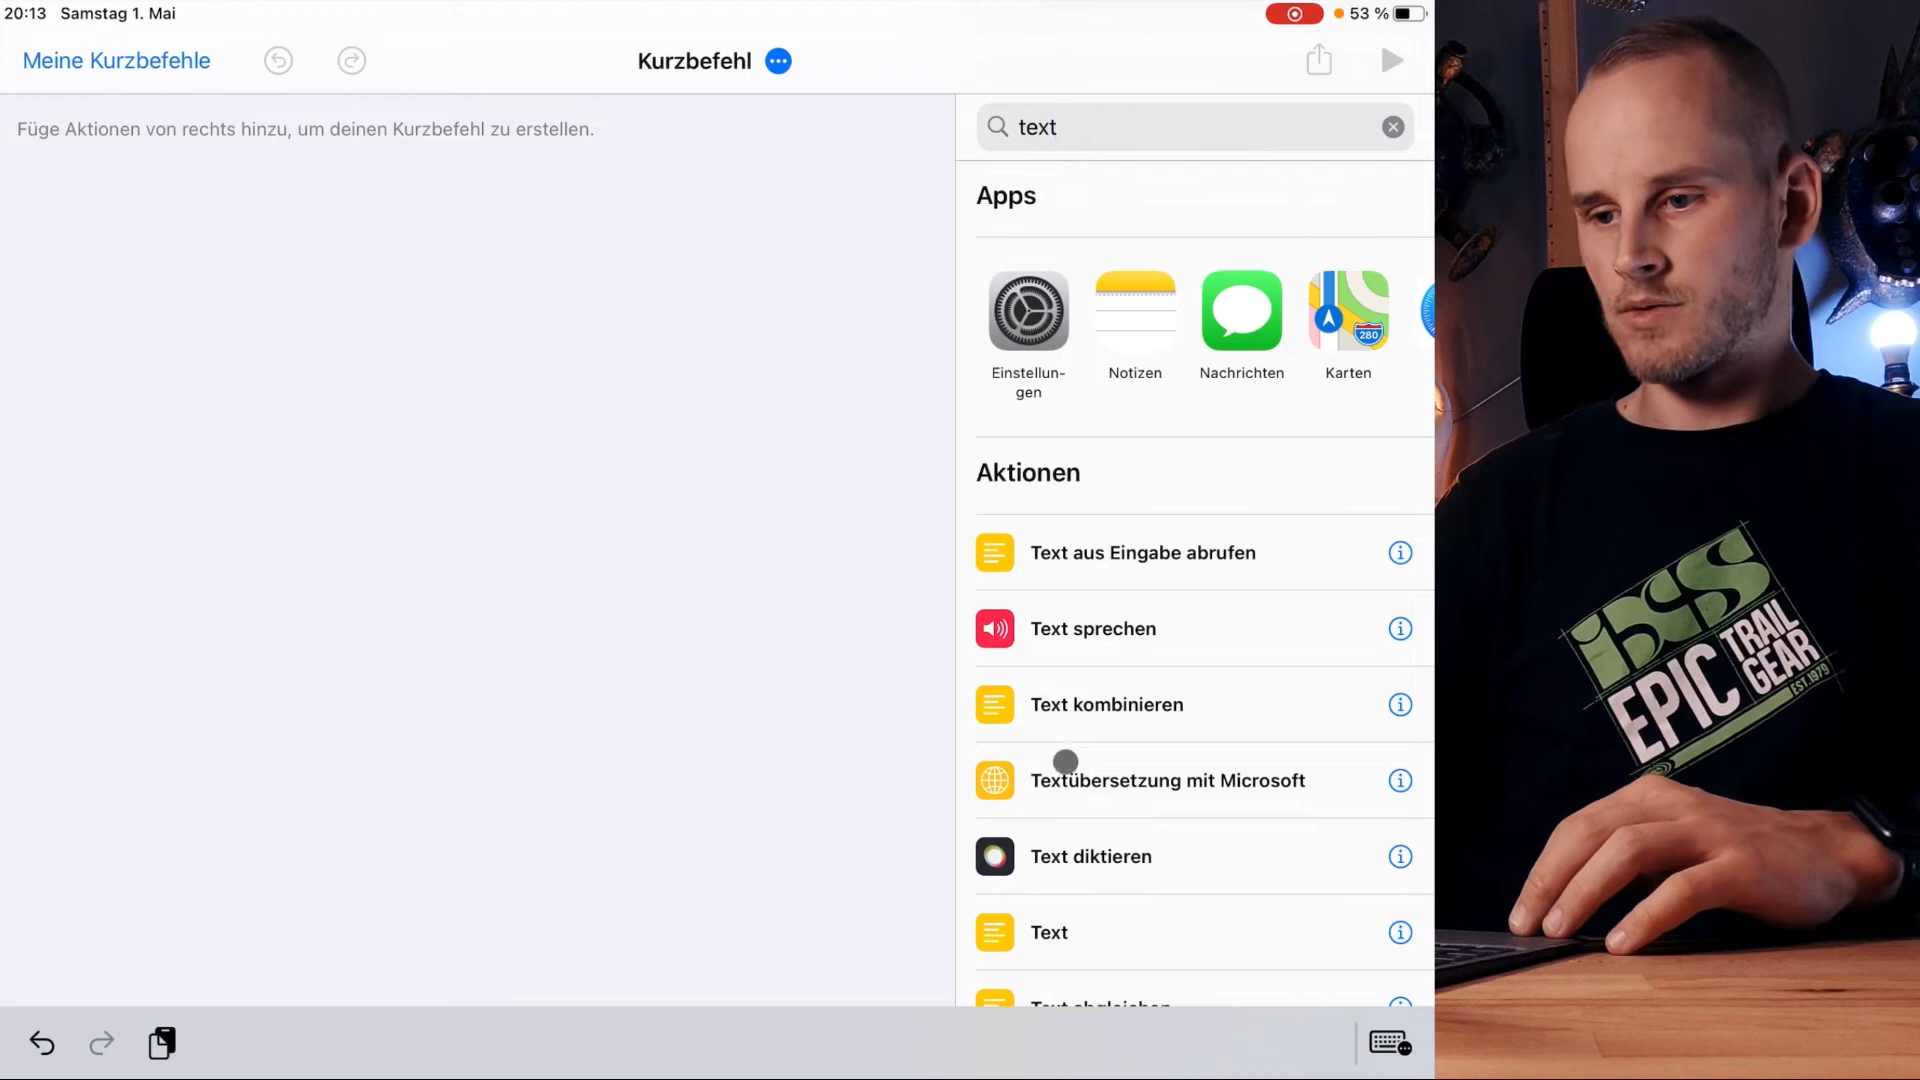 20:13 Samstag 1. Mai
53 %
Meine Kurzbefehle
Kurzbefehl
Füge Aktionen von rechts hinzu, um deinen Kurzbefehl zu erstellen.
text
Apps
280
Einstellun-
gen
Notizen
Nachrichten
Karten
Aktionen
Text aus Eingabe abrufen
Text sprechen
Text kombinieren
Textübersetzung mit Microsoft
Text diktieren
Text
ixs
EPIC TRAIL
GEAR
EST.1979